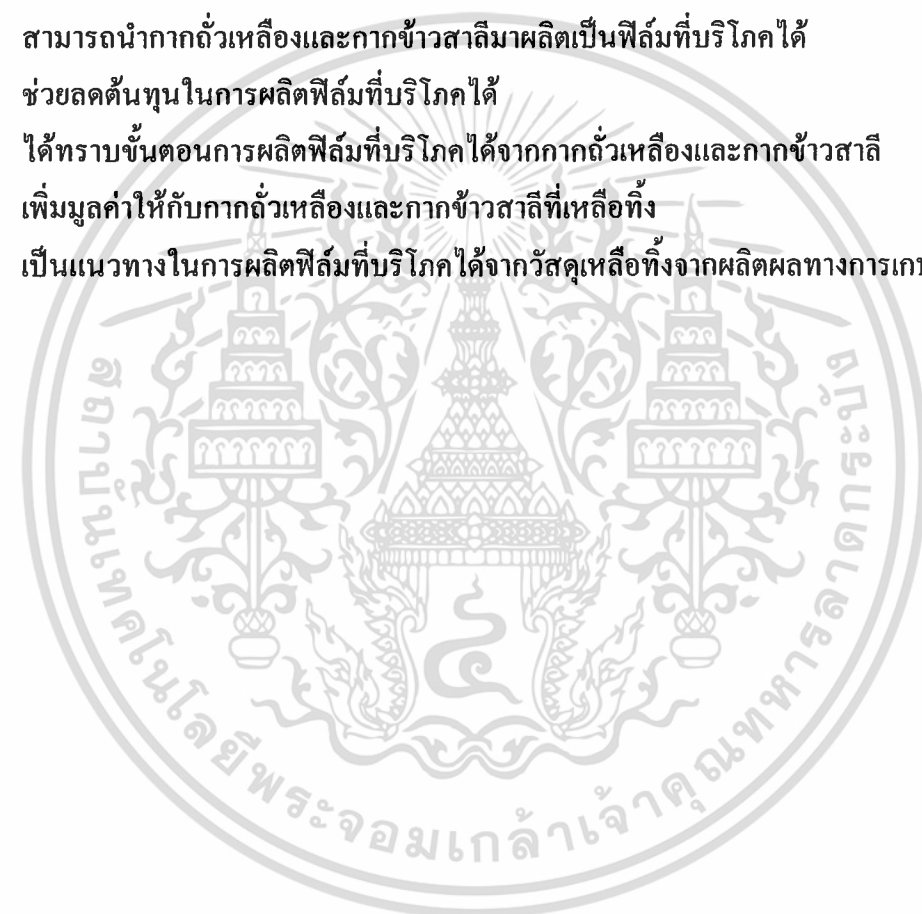 สามารถนำกากถั่วเหลืองและกากข้าวสาลีมาผลิตเป็นฟิล์มที่บริโภคได้
ช่วยลดต้นทุนในการผลิตฟิล์มที่บริโภคได้
ได้ทราบขั้นตอนการผลิตฟิล์มที่บริโภคได้จากกากถั่วเหลืองและกากข้าวสาลี
เพิ่มมูลค่าให้กับกากถั่วเหลืองและกากข้าวสาลีที่เหลือทิ้ง
เป็นแนวทางในการผลิตฟิล์มที่บริโภคได้จากวัสดุเหลือทิ้งจากผลิตผลทางการเก
สถาบันเทคโนโลยีพระจอมเกล้าเจ้าคุณทหารลาดกระบัง
๔